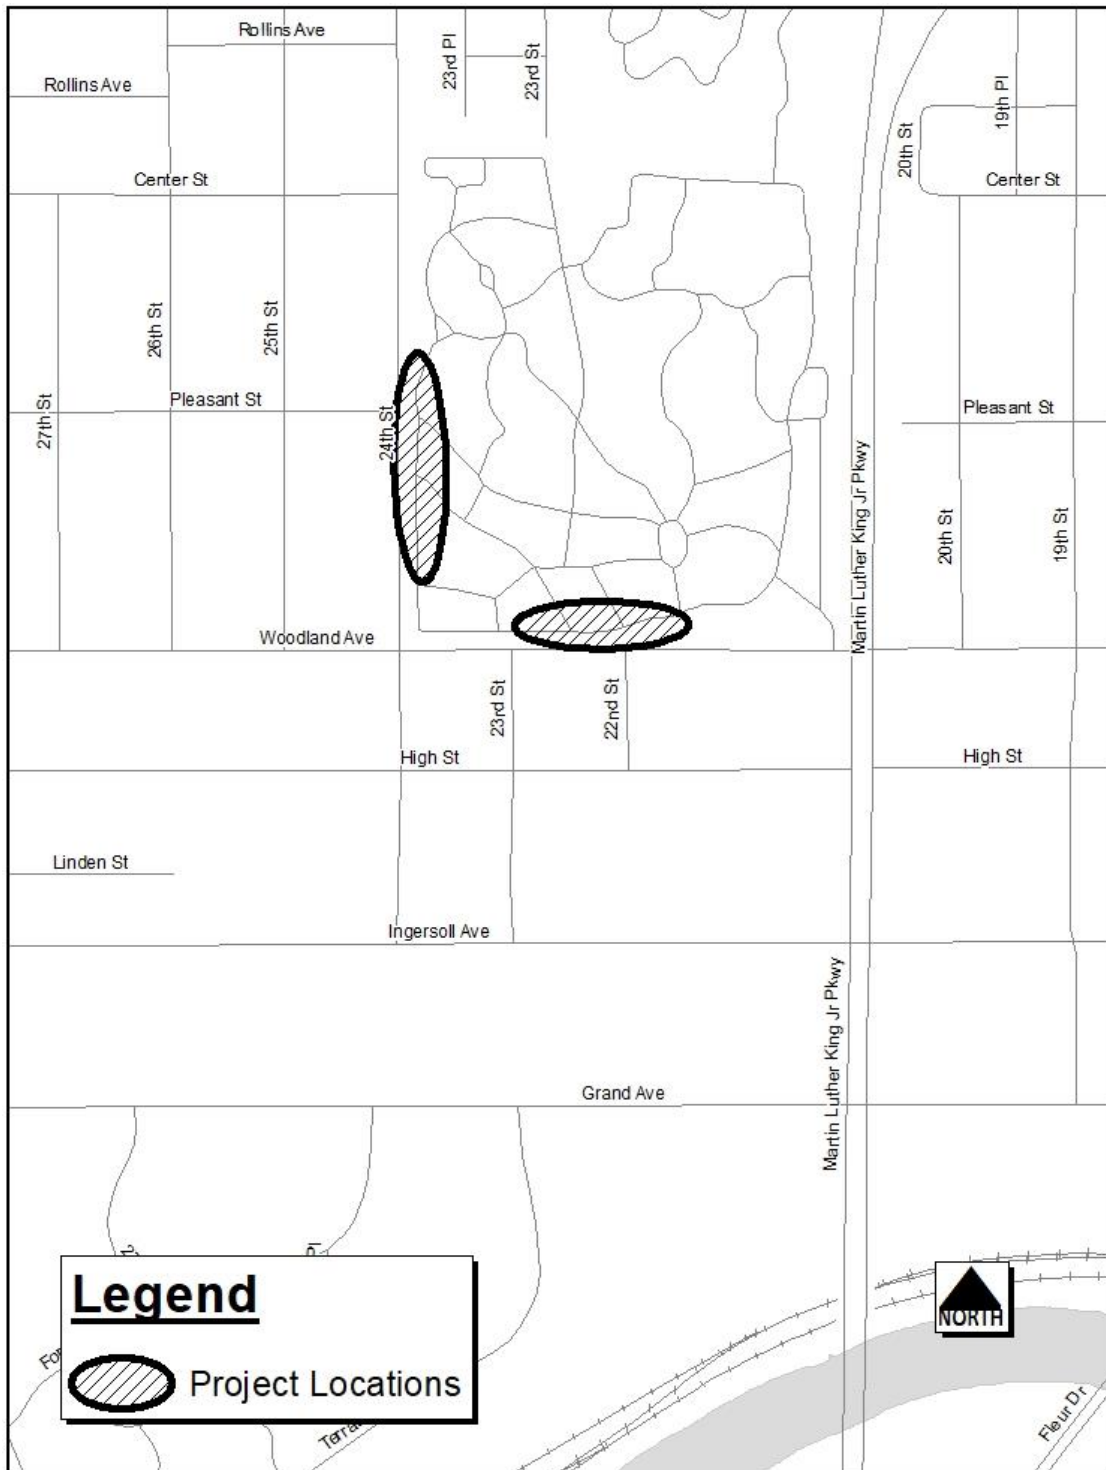 Rollins Ave
23rd Pl
23rd St
Rollins Ave
19th Pl
20th St
Center St
Center St
26th St
25th St
27th St
Pleasant St
24th St
Pleasant St
Martin Luther King Jr Pkwy
20th St
19th St
Woodland Ave
23rd St
22nd St
High St
High St
Linden St
Ingersoll Ave
Martin Luther King Jr Pkwy
Grand Ave
Legend
Project Locations
NORTH
Fleur Dr